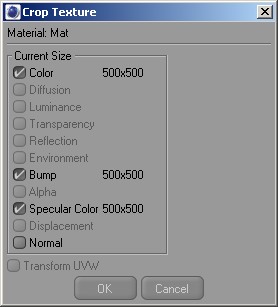 Crop Texture
Material: Mat
Current Size
Color 500x500
Diffusion
Luminance
Transparency
Reflection
Environment
Bump 500x500
Alpha
Specular Color 500x500
Displacement
Normal
Transform UVW
OK Cancel